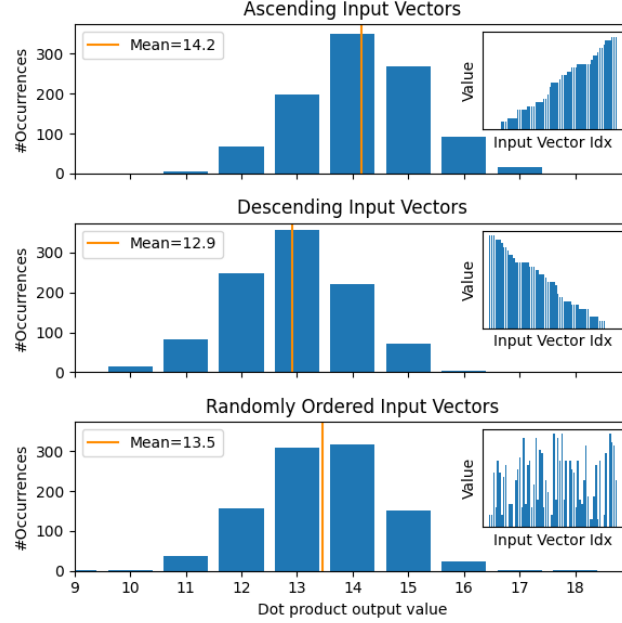 Ascending Input Vectors
Mean=14.2
#Occurrences
300
200
100
0
Value
Input Vector Idx
Descending Input Vectors
Mean=12.9
#Occurrences
300
200
100
0
Value
Input Vector Idx
Randomly Ordered Input Vectors
Mean=13.5
#Occurrences
300
200
100
0
Value
Input Vector Idx
9 10 11 12 13 14 15 16 17 18
Dot product output value